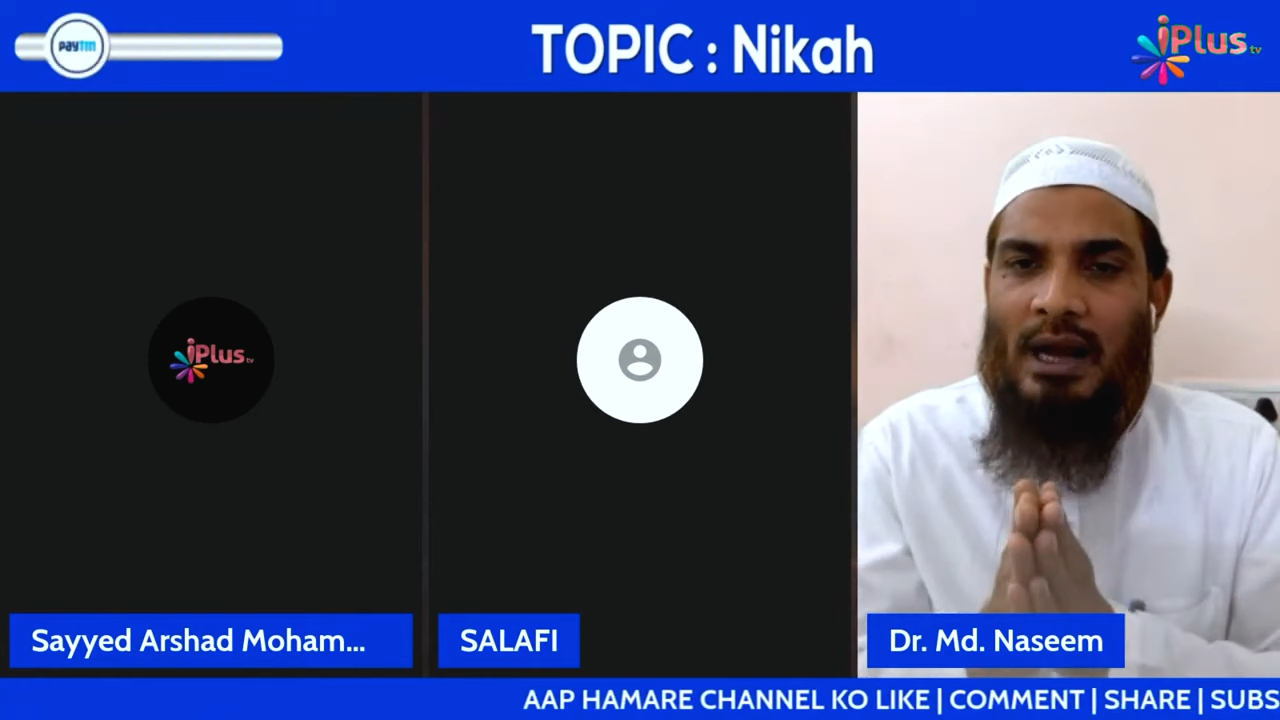 paytm
TOPIC : Nikah
iPlus tv
iPlus tv
Sayyed Arshad Moham...
SALAFI
Dr. Md. Naseem
AAP HAMARE CHANNEL KO LIKE | COMMENT | SHARE | SUBS